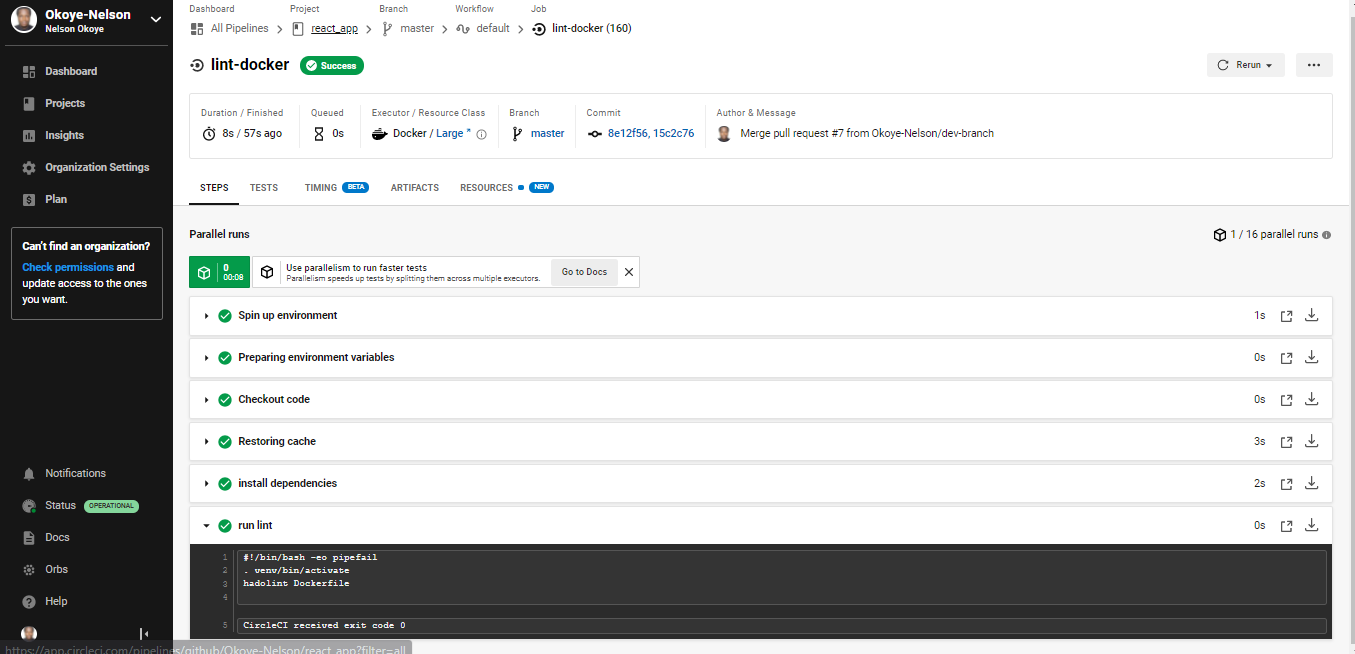 Okoye-Nelson
Nelson Okoye
Dashboard
Projects
Insights
Organization Settings
Plan
Can't find an organization?
Check permissions and
update access to the ones
you want.
Notifications
Status OPERATIONAL
Docs
Orbs
Help
Dashboard Project Branch Workflow Job
All Pipelines react_app master default lint-docker (160)
lint-docker Success
Rerun
Duration / Finished Queued Executor / Resource Class Branch Commit Author & Message
8s / 57s ago 0s Docker / Large * master 8e12f56, 15c2c76 Merge pull request #7 from Okoye-Nelson/dev-branch
STEPS TESTS TIMING BETA ARTIFACTS RESOURCES NEW
Parallel runs
1 / 16 parallel runs
0
00:08
Use parallelism to run faster tests
Parallelism speeds up tests by splitting them across multiple executors.
Go to Docs
Spin up environment 1s
Preparing environment variables 0s
Checkout code 0s
Restoring cache 3s
install dependencies 2s
run lint 0s
1 #!/bin/bash -eo pipefail
2 . venv/bin/activate
3 hadolint Dockerfile
4
5 CircleCI received exit code 0
https://app.circleci.com/pipelines/github/Okoye-Nelson/react_app?filter=all